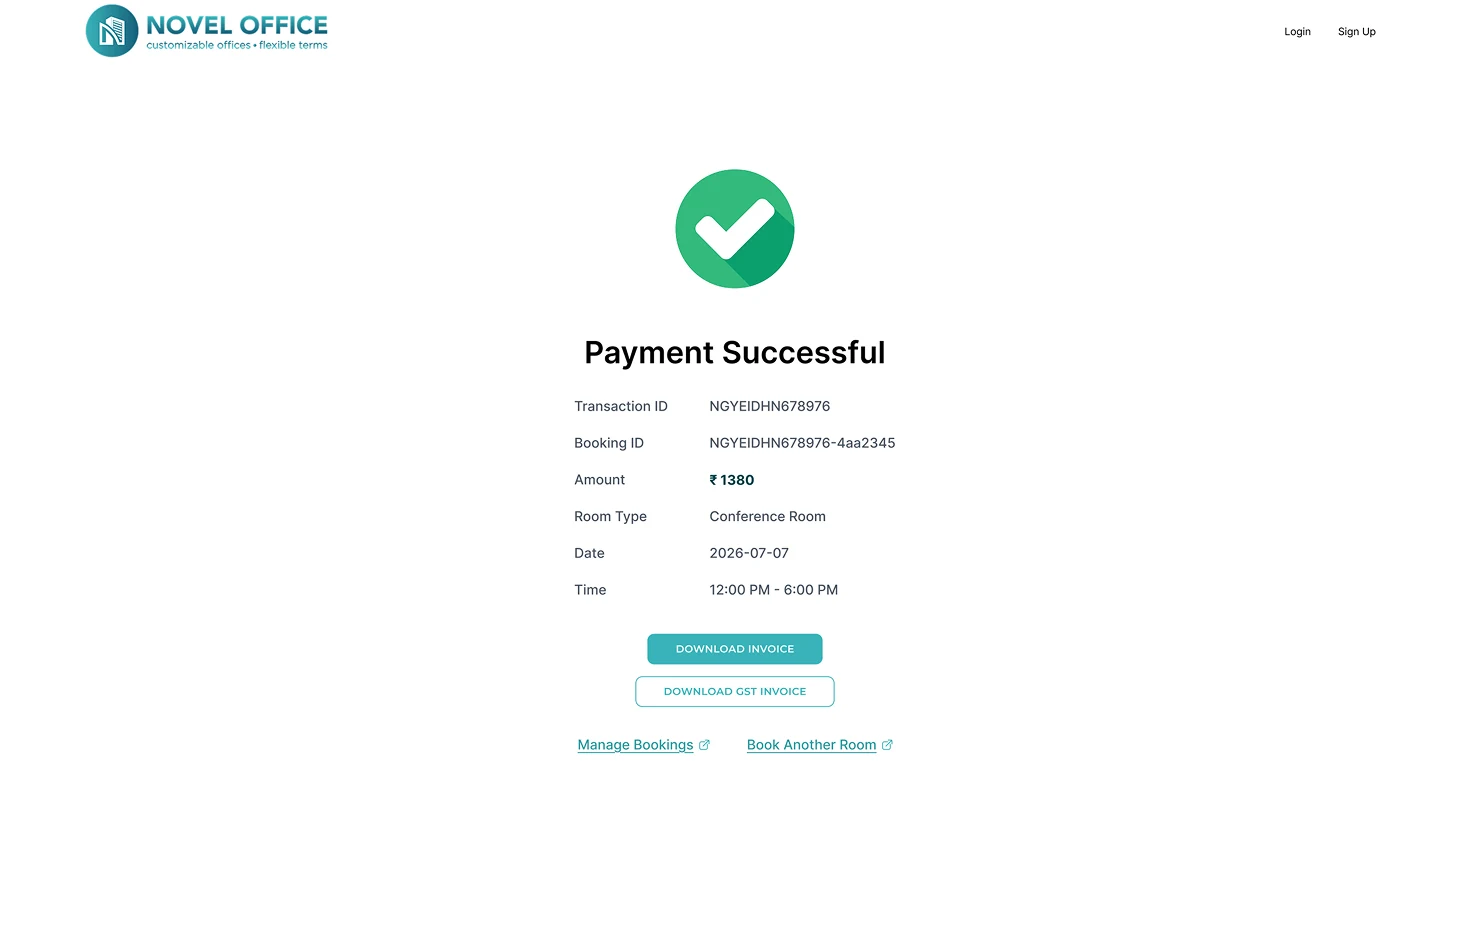 NOVEL OFFICE
customizable offices • flexible terms
Login
Sign Up
Payment Successful
Transaction ID NGYEIDHN678976
Booking ID NGYEIDHN678976-4aa2345
Amount ₹ 1380
Room Type Conference Room
Date 2026-07-07
Time 12:00 PM - 6:00 PM
DOWNLOAD INVOICE
DOWNLOAD GST INVOICE
Manage Bookings
Book Another Room